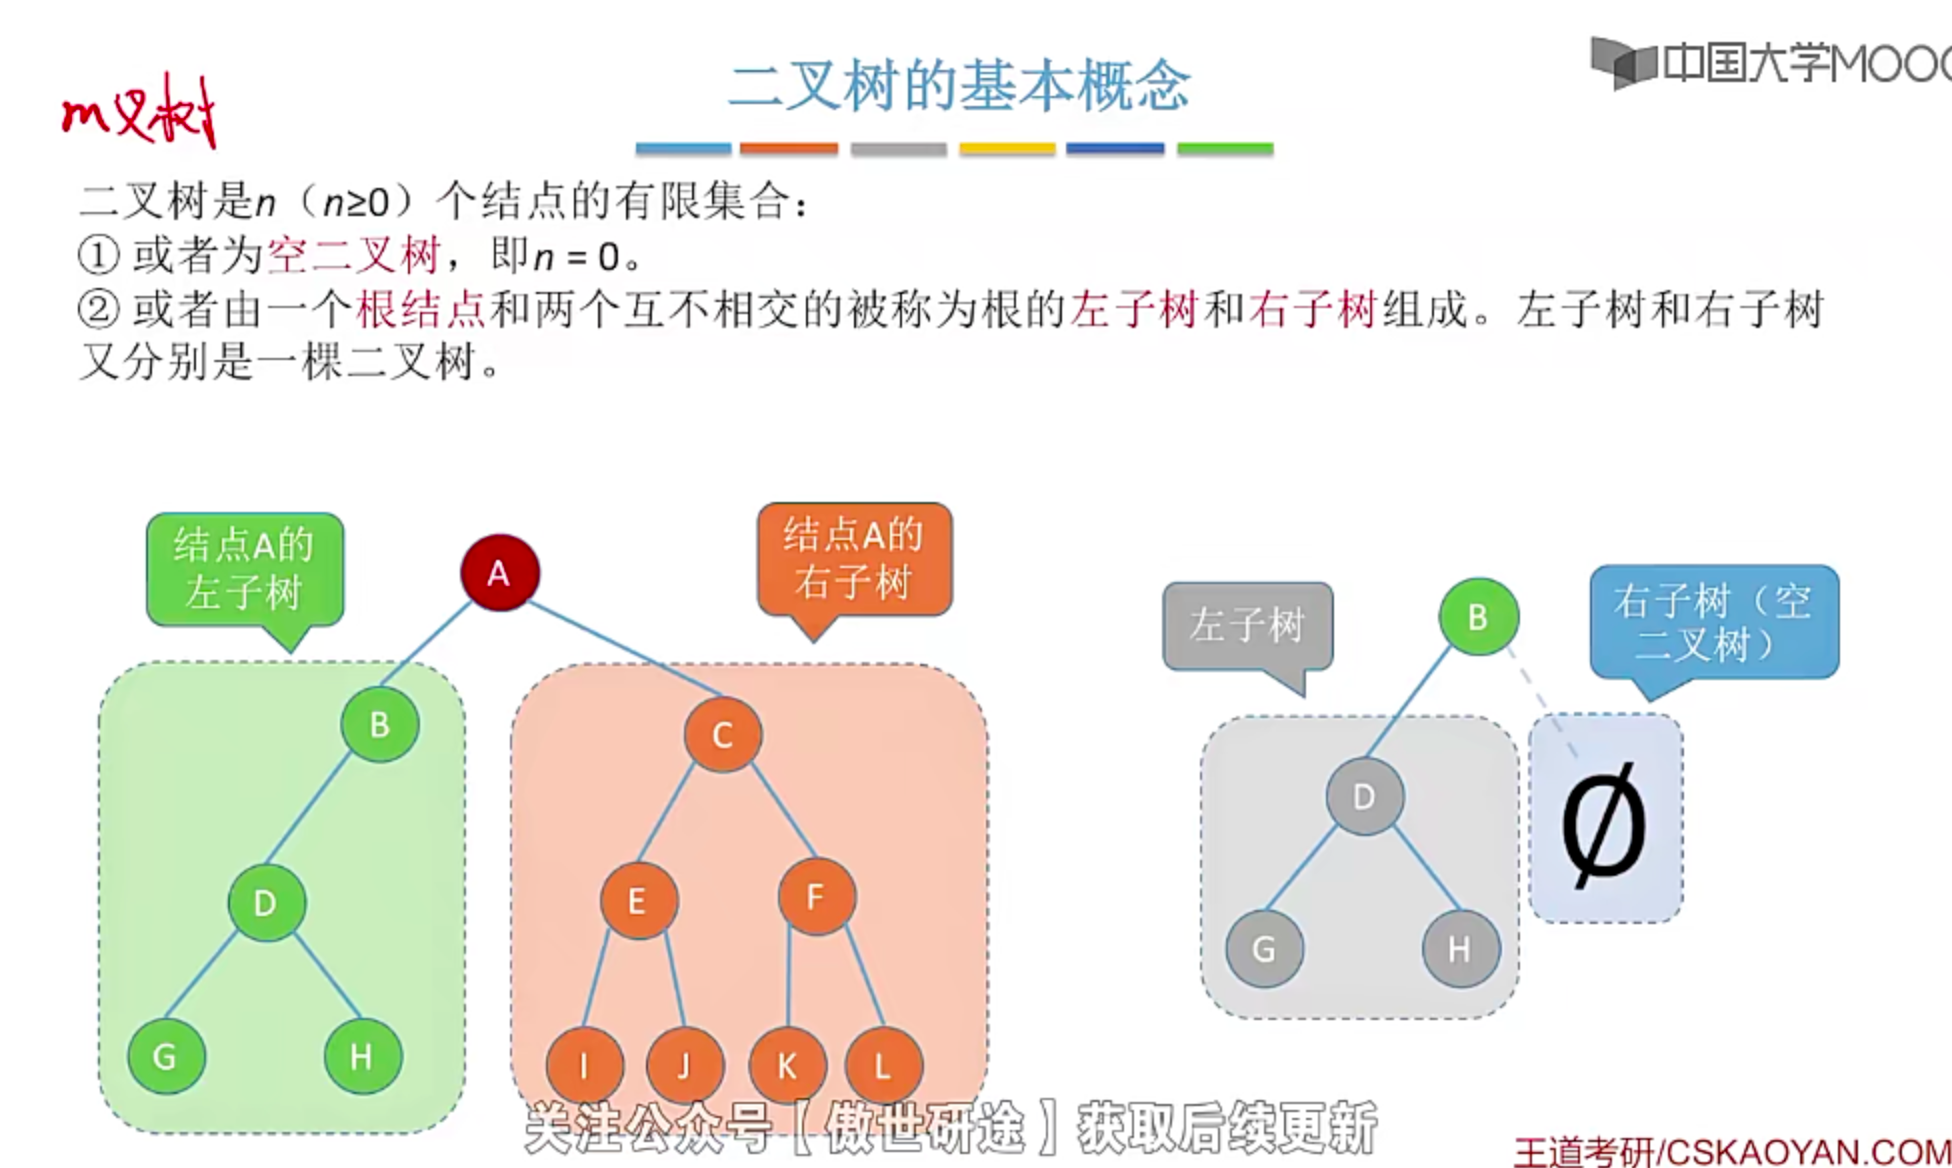 中国大学MOOC
二叉树的基本概念
m叉树
二叉树是n（n≥0）个结点的有限集合：
① 或者为空二叉树，即n = 0。
② 或者由一个根结点和两个互不相交的被称为根的左子树和右子树组成。左子树和右子树
又分别是一棵二叉树。
结点A的
左子树
A
结点A的
右子树
B
C
D
E
F
G
H
I
J
K
L
左子树
B
右子树（空
二叉树）
D
Ø
G
H
关注公众号【傲世研途】获取后续更新
王道考研/CSKAOYAN.COM